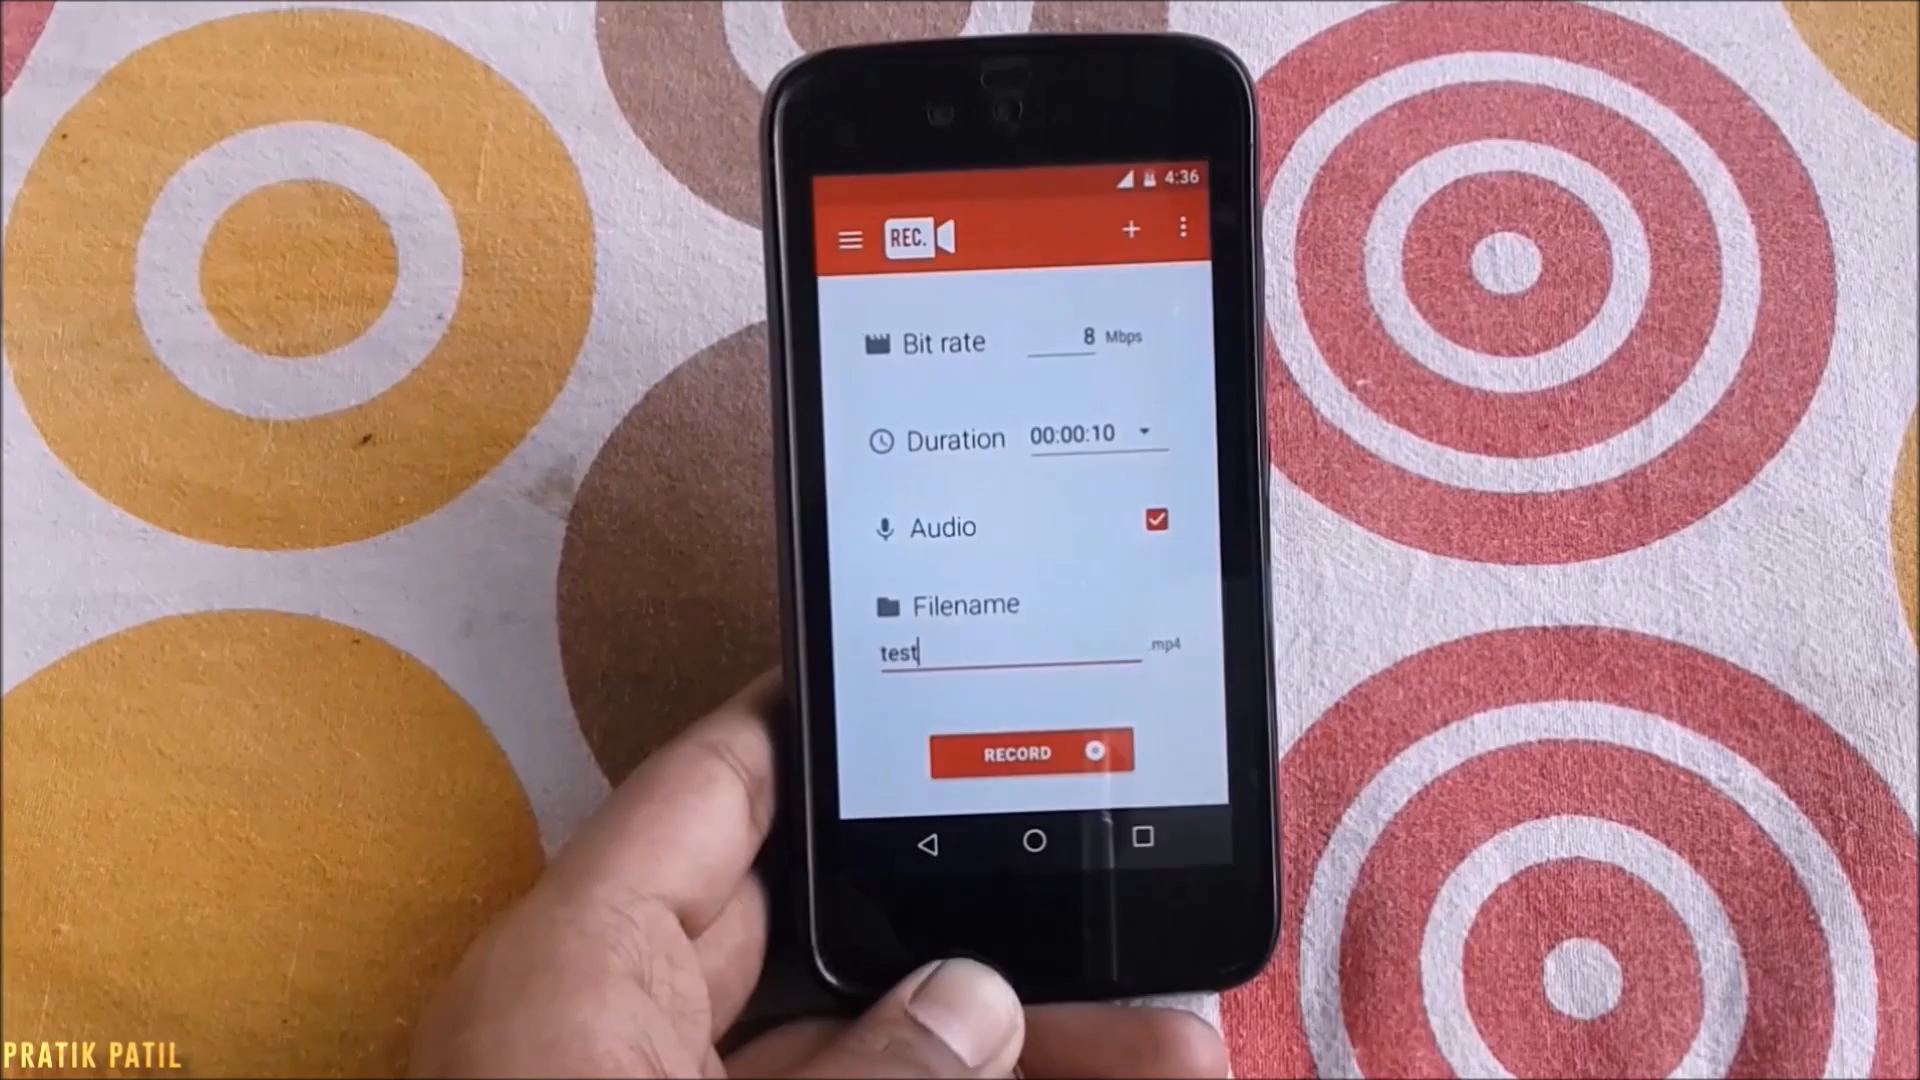 4:36
REC.
Bit rate 8 Mbps
Duration 00:00:10
Audio
Filename
test .mp4
RECORD
PRATIK PATIL